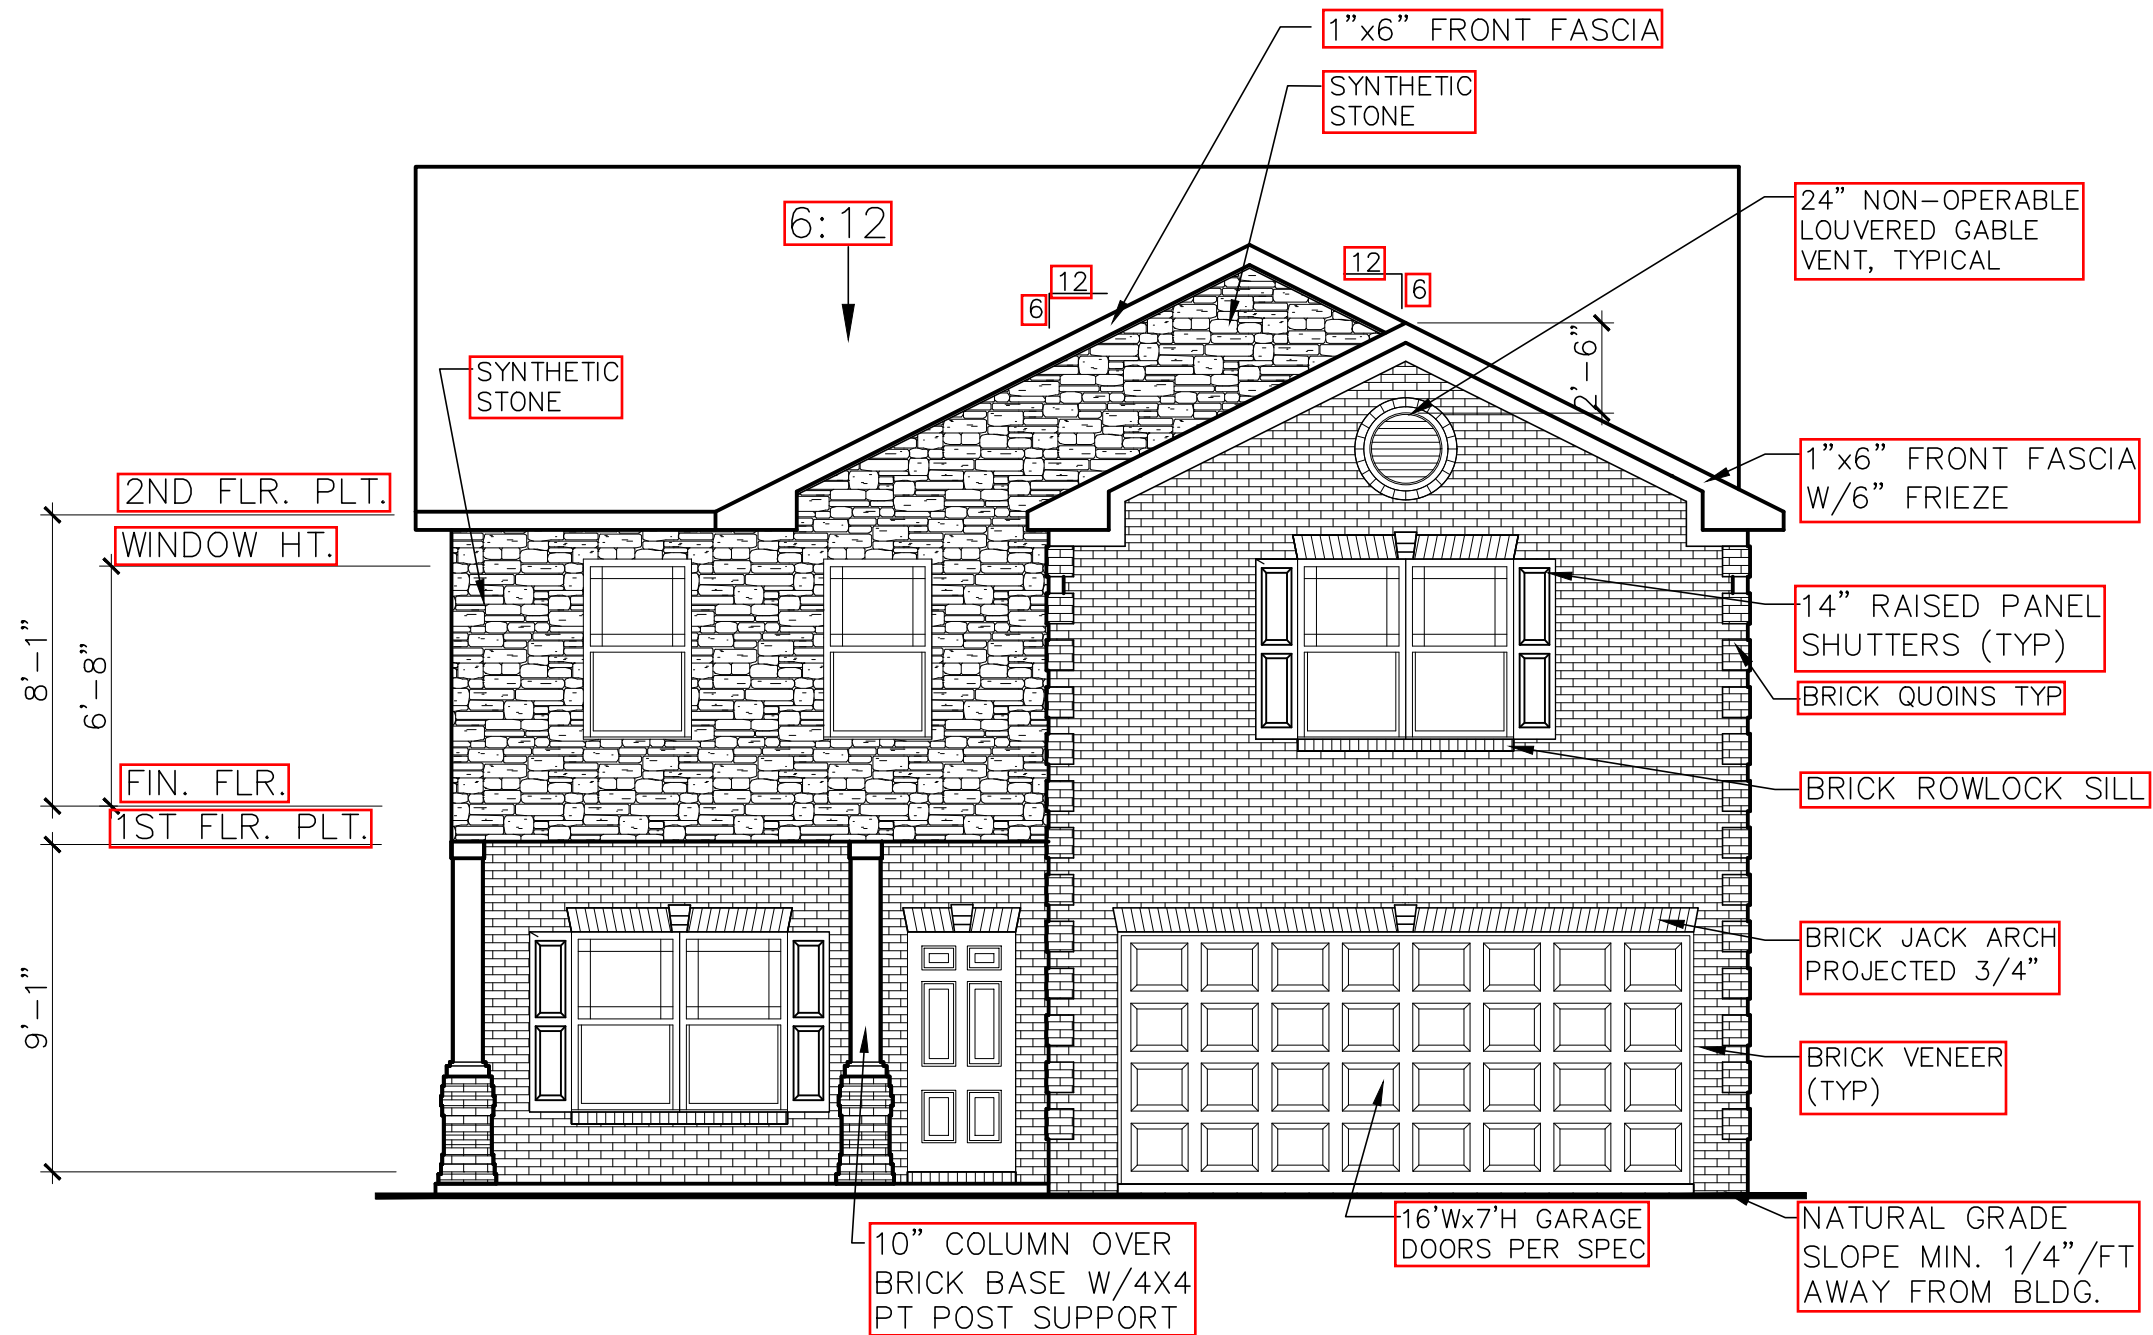 1”x6” FRONT FASCIA
SYNTHETIC
STONE
24” NON-OPERABLE
LOUVERED GABLE
VENT, TYPICAL
6:12
12
6
12
6
2’-6”
SYNTHETIC
STONE
1”x6” FRONT FASCIA
W/6” FRIEZE
2ND FLR. PLT.
WINDOW HT.
8’-1”
6’-8”
14” RAISED PANEL
SHUTTERS (TYP)
BRICK QUOINS TYP
FIN. FLR.
1ST FLR. PLT.
BRICK ROWLOCK SILL
BRICK JACK ARCH
PROJECTED 3/4”
9’-1”
BRICK VENEER
(TYP)
10” COLUMN OVER
BRICK BASE W/4X4
PT POST SUPPORT
16’Wx7’H GARAGE
DOORS PER SPEC
NATURAL GRADE
SLOPE MIN. 1/4”/FT
AWAY FROM BLDG.